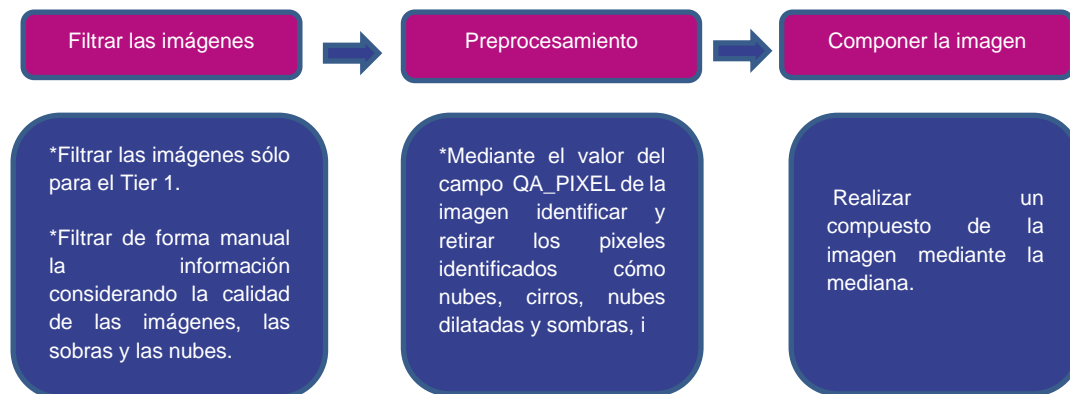 Filtrar las imágenes
Preprocesamiento
Componer la imagen
*Filtrar las imágenes sólo
para el Tier 1.
*Filtrar de forma manual
la información
considerando la calidad
de las imágenes, las
sobras y las nubes.
*Mediante el valor del
campo QA_PIXEL de la
imagen identificar y
retirar los pixeles
identificados cómo
nubes, cirros, nubes
dilatadas y sombras, i
Realizar un
compuesto de la
imagen mediante la
mediana.